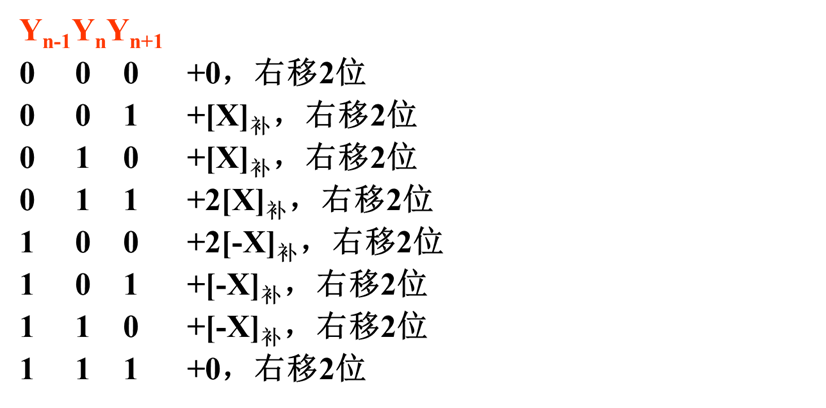 Yn-1YnYn+1
0 0 0 +0，右移2位
0 0 1 +[X]补，右移2位
0 1 0 +[X]补，右移2位
0 1 1 +2[X]补，右移2位
1 0 0 +2[-X]补，右移2位
1 0 1 +[-X]补，右移2位
1 1 0 +[-X]补，右移2位
1 1 1 +0，右移2位